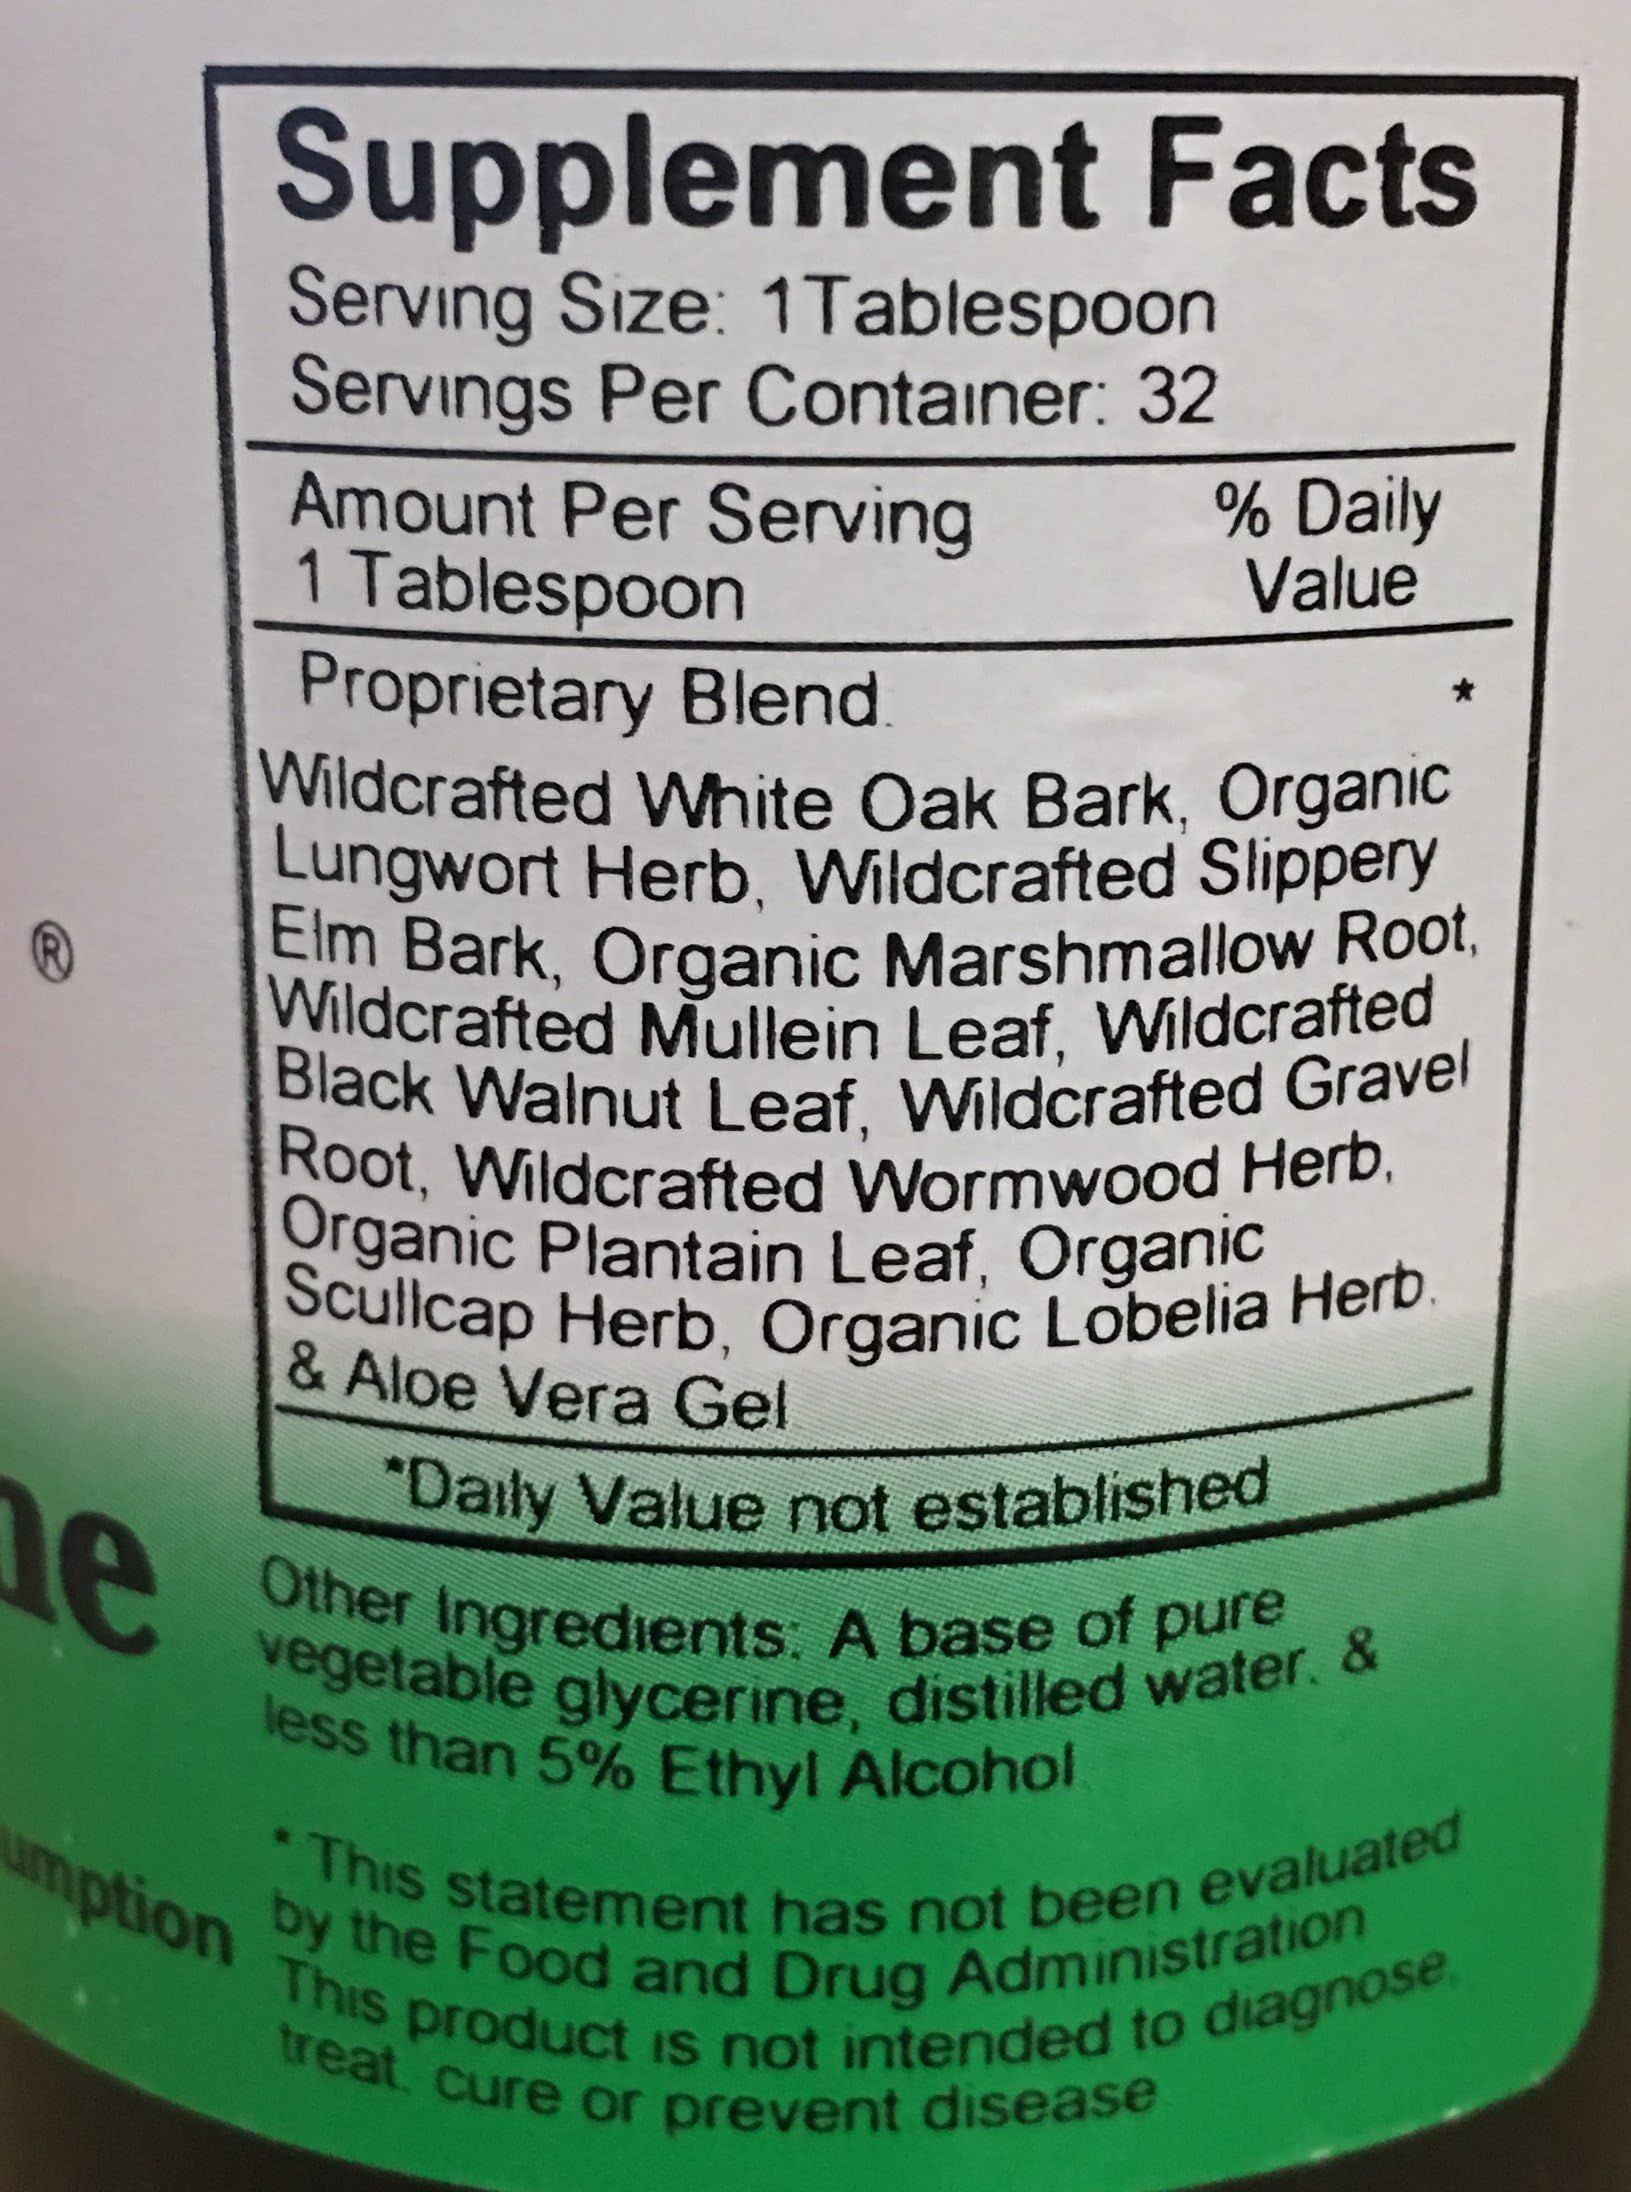 Supplement Facts
Serving Size: 1 Tablespoon
Servings Per Container: 32
Amount Per Serving % Daily
1 Tablespoon Value
Proprietary Blend. *
Wildcrafted White Oak Bark, Organic
Lungwort Herb, Wildcrafted Slippery
Elm Bark, Organic Marshmallow Root,
Wildcrafted Mullein Leaf, Wildcrafted
Black Walnut Leaf, Wildcrafted Gravel
Root, Wildcrafted Wormwood Herb,
Organic Plantain Leaf, Organic
Scullcap Herb, Organic Lobelia Herb.
& Aloe Vera Gel
*Daily Value not established
®
Other Ingredients: A base of pure
vegetable glycerine, distilled water. &
less than 5% Ethyl Alcohol
* This statement has not been evaluated
by the Food and Drug Administration
This product is not intended to diagnose.
treat. cure or prevent disease